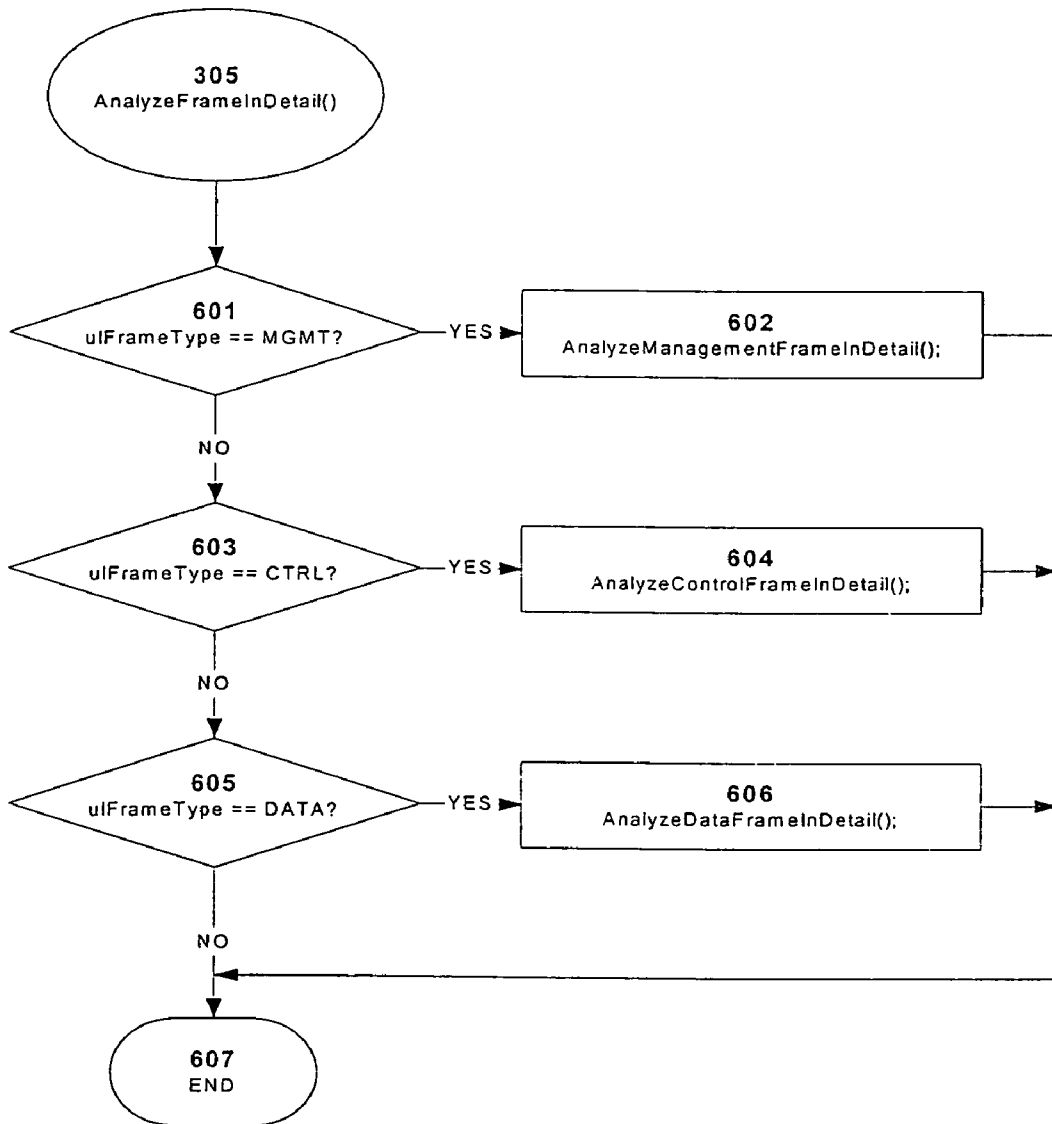 305
AnalyzeFrameInDetail()
601
ulFrameType == MGMT?
YES
602
AnalyzeManagementFrameInDetail();
NO
603
ulFrameType == CTRL?
YES
604
AnalyzeControlFrameInDetail();
NO
605
ulFrameType == DATA?
YES
606
AnalyzeDataFrameInDetail();
NO
607
END